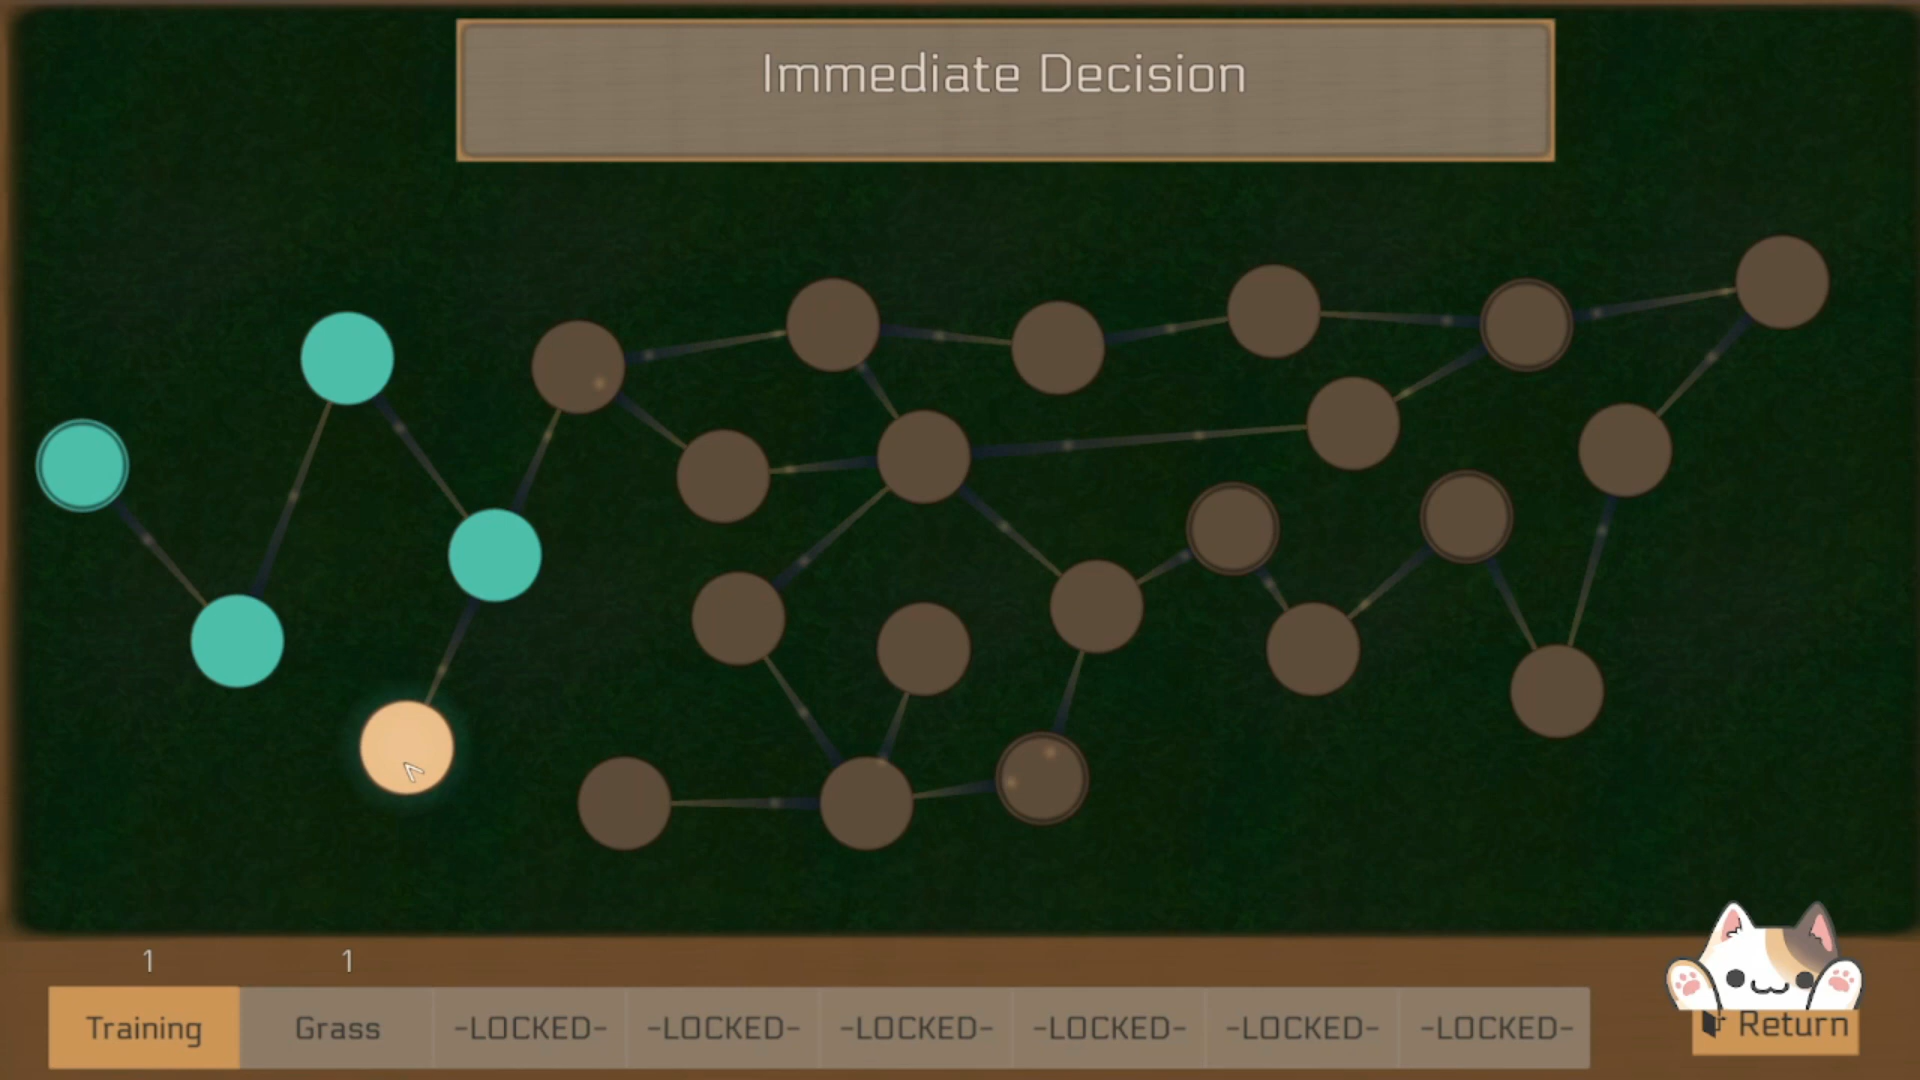 Immediate Decision
1 1
Training Grass -LOCKED- -LOCKED- -LOCKED- -LOCKED- -LOCKED- -LOCKED- Return